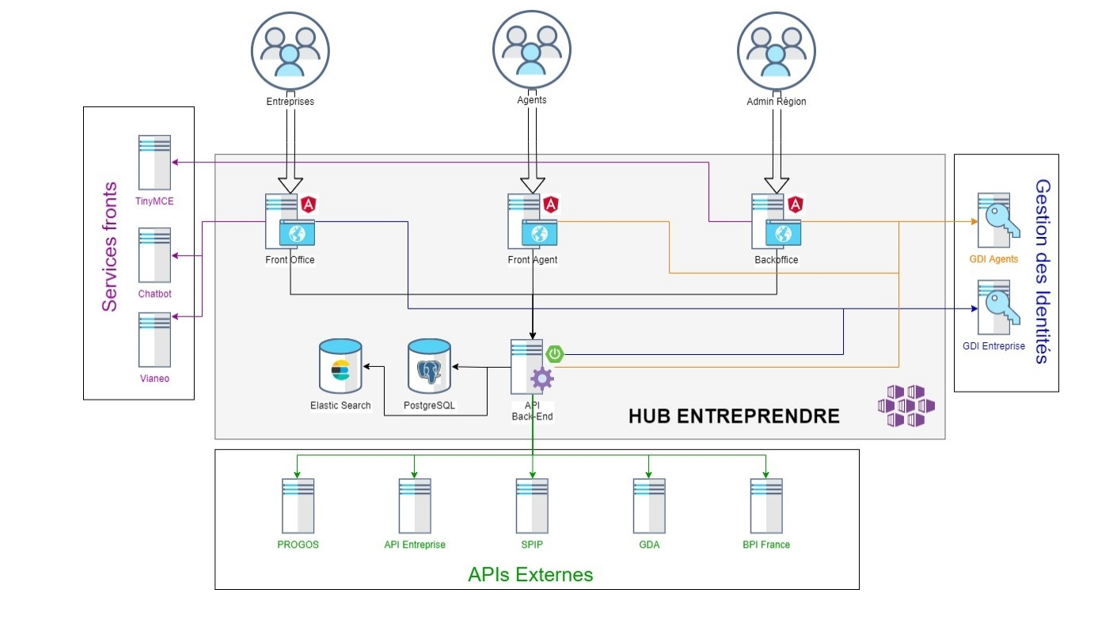 Entreprises
Agents
Admin Région
Services fronts
TinyMCE
Chatbot
Vianeo
Front Office
Front Agent
Backoffice
Gestion des Identités
GDI Agents
GDI Entreprise
Elastic Search
PostgreSQL
API
Back-End
HUB ENTREPRENDRE
PROGOS
API Entreprise
SPIP
GDA
BPI France
APIs Externes